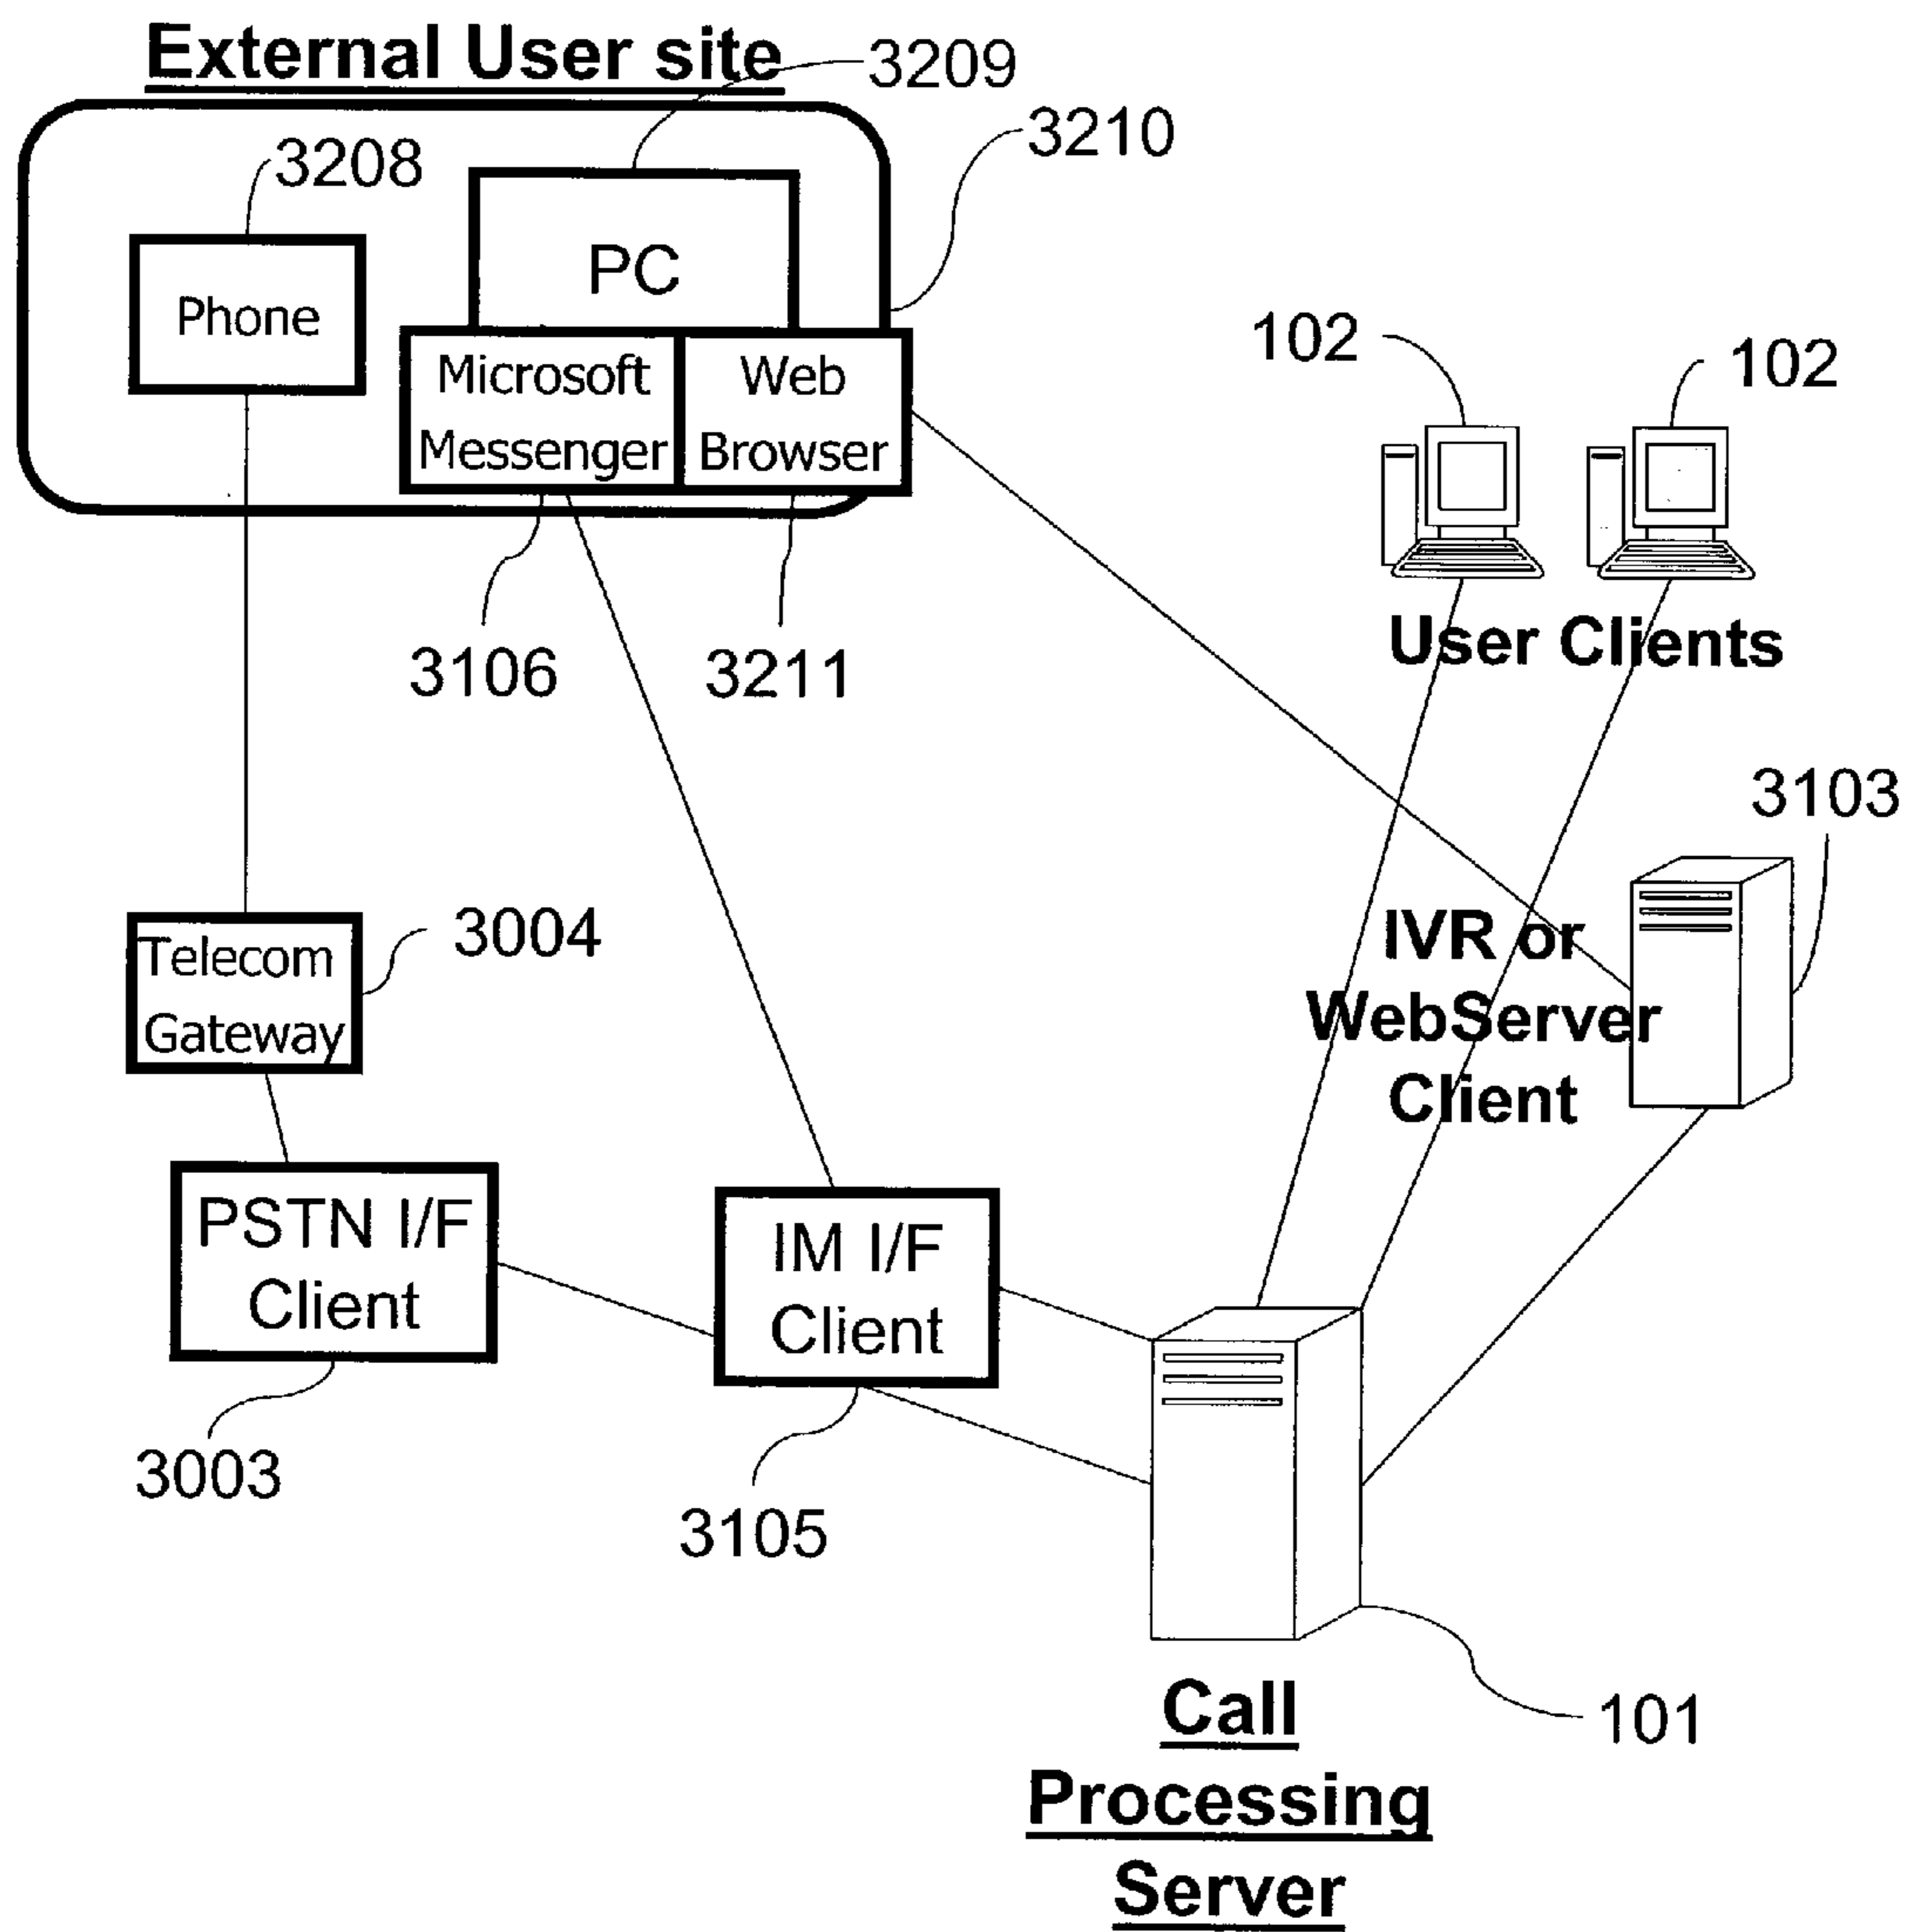 External User site
3209
3210
3208
PC
Phone
Microsoft
Messenger
Web
Browser
102
102
User Clients
3106
3211
3103
Telecom
Gateway
3004
IVR or
WebServer
Client
PSTN I/F
Client
IM I/F
Client
3003
3105
101
Call
Processing
Server